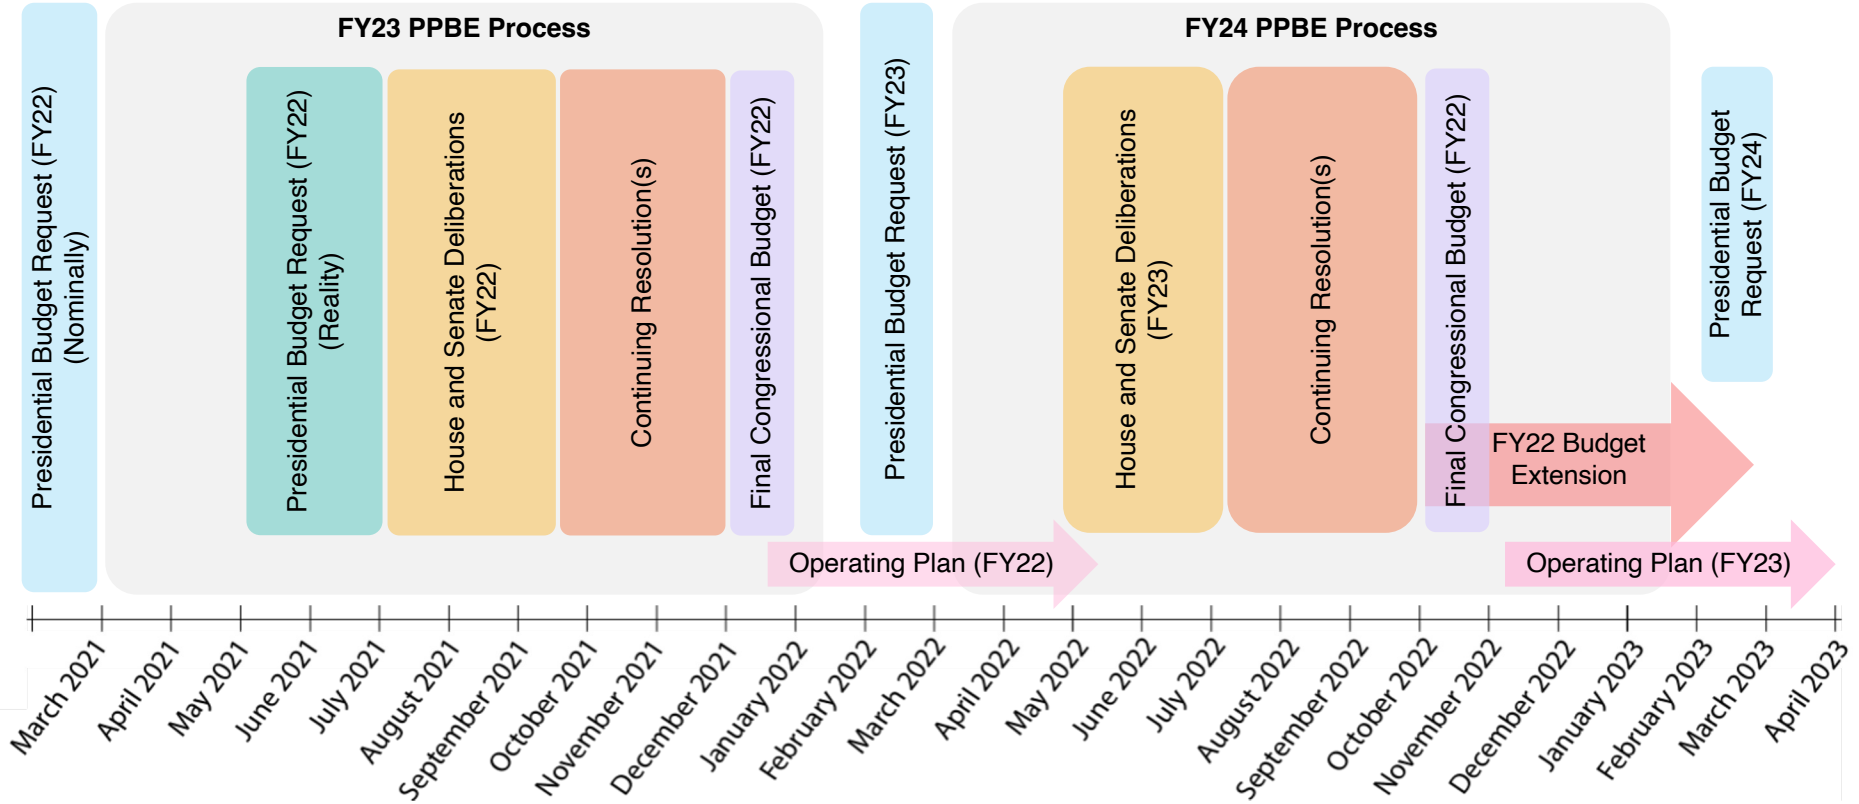 FY23 PPBE Process
FY24 PPBE Process
Presidential Budget Request (FY22)
(Nominally)
Presidential Budget Request (FY22)
(Reality)
House and Senate Deliberations
(FY22)
Continuing Resolution(s)
Final Congressional Budget (FY22)
Presidential Budget Request (FY23)
House and Senate Deliberations
(FY23)
Continuing Resolution(s)
Final Congressional Budget (FY22)
Presidential Budget
Request (FY24)
FY22 Budget
Extension
Operating Plan (FY22)
Operating Plan (FY23)
March 2021
April 2021
May 2021
June 2021
July 2021
August 2021
September 2021
October 2021
November 2021
December 2021
January 2022
February 2022
March 2022
April 2022
May 2022
June 2022
July 2022
August 2022
September 2022
October 2022
November 2022
December 2022
January 2023
February 2023
March 2023
April 2023